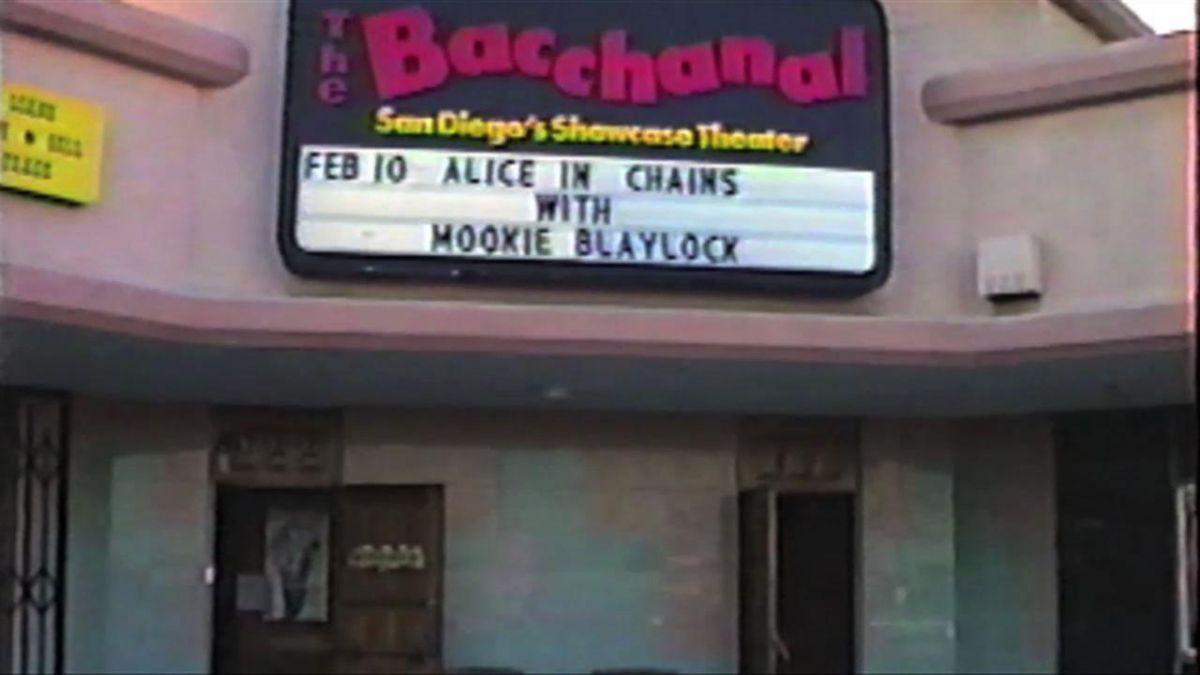 The Bacchanal
San Diego's Showcase Theater
FEB 10 ALICE IN CHAINS
WITH
MOOKIE BLAYLOCK